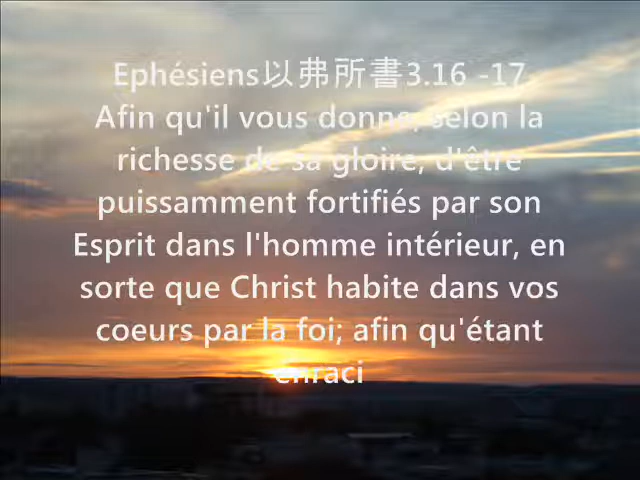 Ephésiens以弗所書3.16 -17
Afin qu'il vous donne, selon la
richesse de sa gloire, d'être
puissamment fortifiés par son
Esprit dans l'homme intérieur, en
sorte que Christ habite dans vos
coeurs par la foi; afin qu'étant
enraci